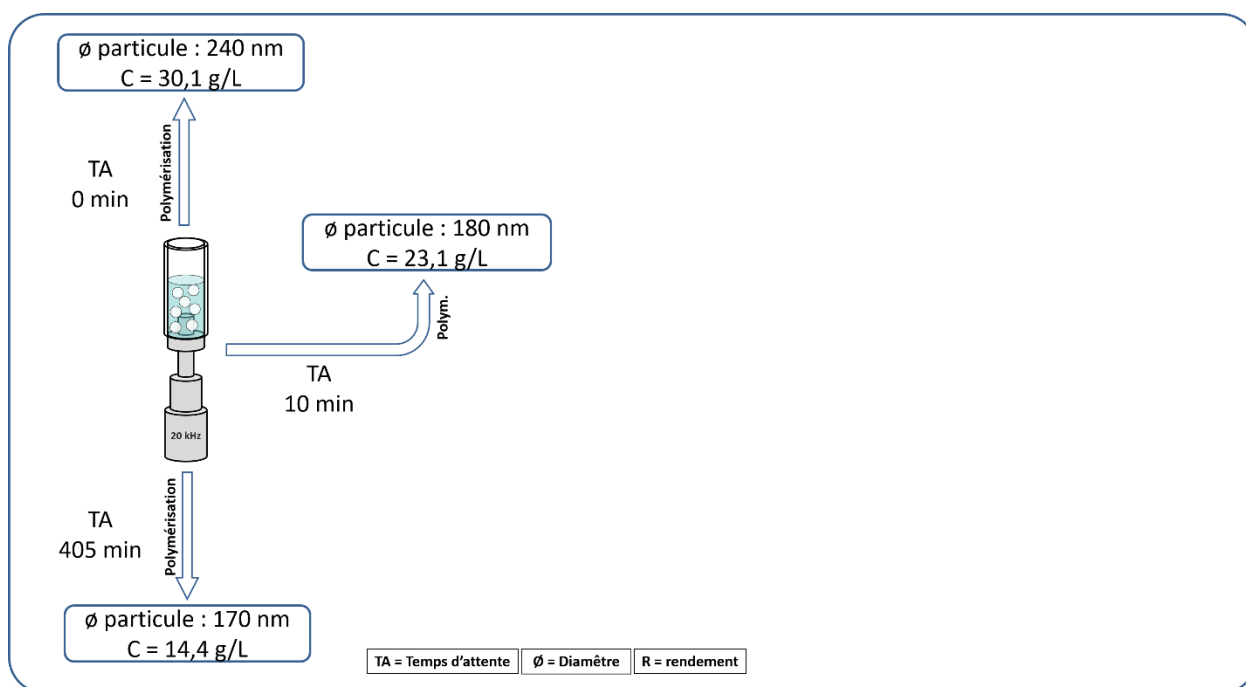 ø particule : 240 nm
C = 30,1 g/L
Polymérisation
TA
0 min
ø particule : 180 nm
C = 23,1 g/L
Polym.
TA
10 min
20 kHz
Polymérisation
TA
405 min
ø particule : 170 nm
C = 14,4 g/L
TA = Temps d'attente
Ø = Diamêtre
R = rendement